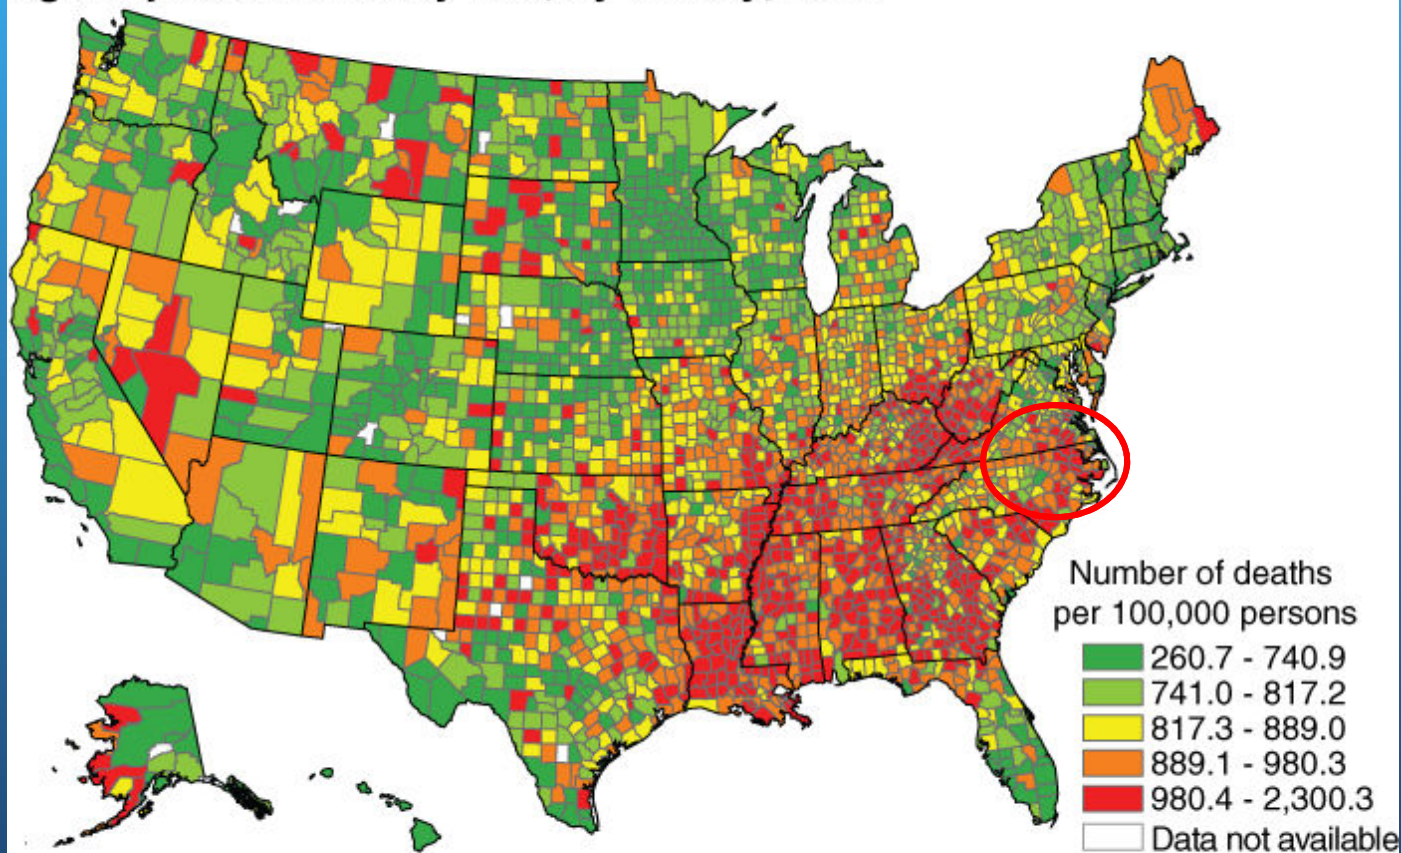 Number of deaths
per 100,000 persons
260.7 - 740.9
741.0 - 817.2
817.3 - 889.0
889.1 - 980.3
980.4 - 2,300.3
Data not available